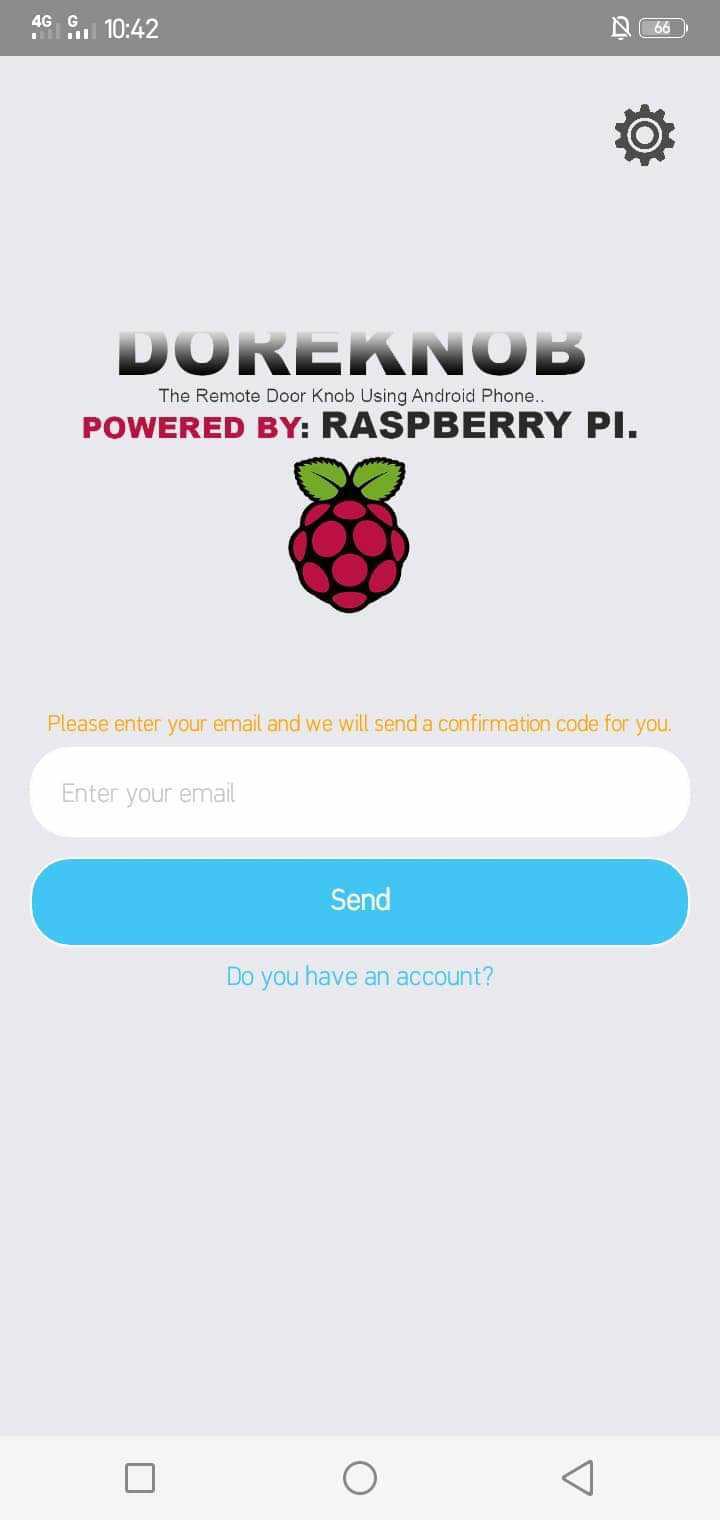 4G G 10:42 66
DOREKNOB
The Remote Door Knob Using Android Phone..
POWERED BY: RASPBERRY PI.
Please enter your email and we will send a confirmation code for you.
Enter your email
Send
Do you have an account?